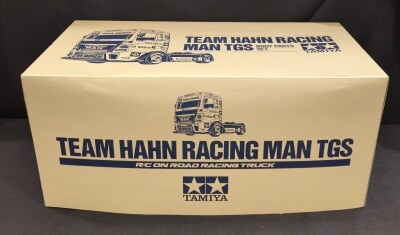 TEAM HAHN RACING
MAN TGS BODY PARTS SET
TAMIYA
TEAM HAHN RACING MAN TGS
R/C ON ROAD RACING TRUCK
TAMIYA